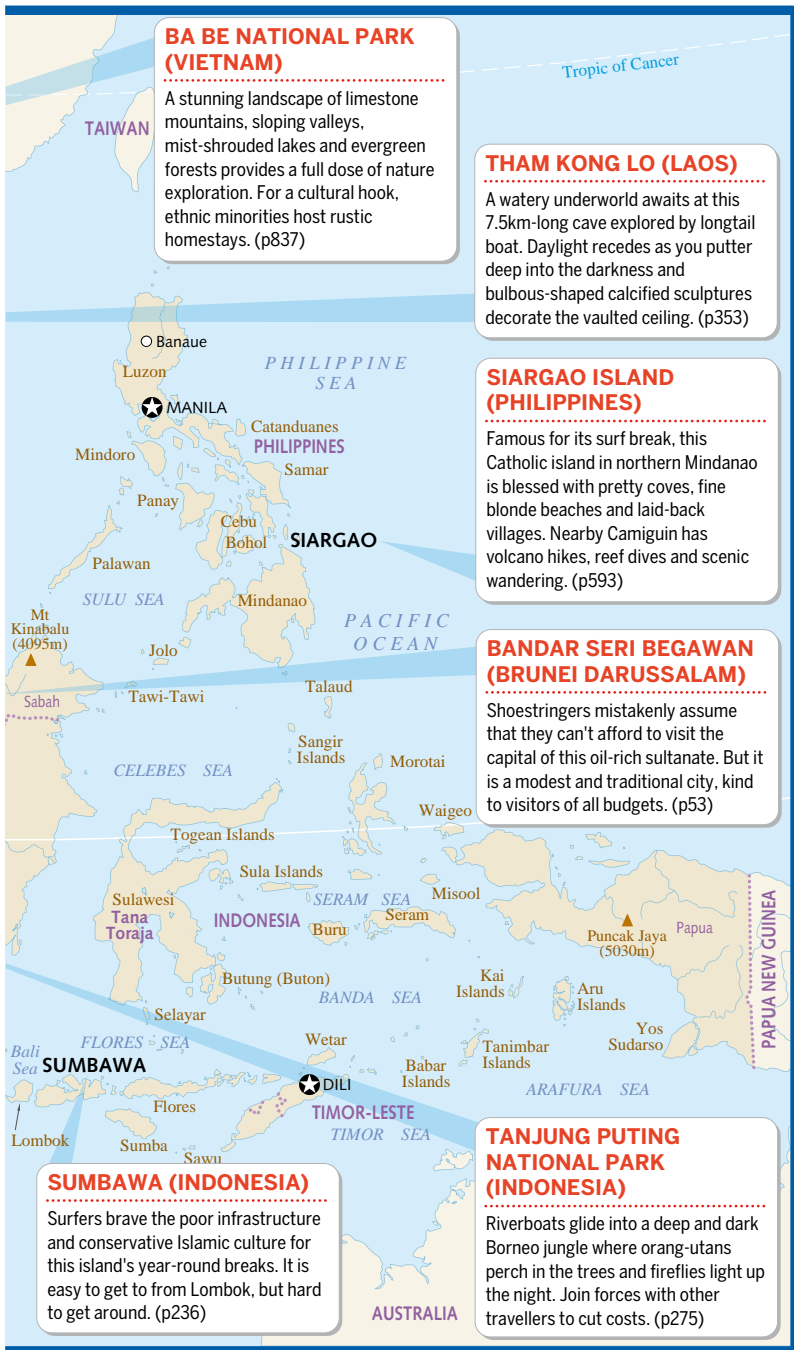 BA BE NATIONAL PARK
(VIETNAM)
A stunning landscape of limestone
mountains, sloping valleys,
mist-shrouded lakes and evergreen
forests provides a full dose of nature
exploration. For a cultural hook,
ethnic minorities host rustic
homestays. (p837)
Tropic of Cancer
TAIWAN
THAM KONG LO (LAOS)
A watery underworld awaits at this
7.5km-long cave explored by longtail
boat. Daylight recedes as you putter
deep into the darkness and
bulbous-shaped calcified sculptures
decorate the vaulted ceiling. (p353)
Banaue
Luzon
PHILIPPINE
SEA
MANILA
Catanduanes
PHILIPPINES
Mindoro
Samar
Panay
Cebu
Bohol
SIARGAO
Palawan
SULU SEA
Mindanao
SIARGAO ISLAND
(PHILIPPINES)
Famous for its surf break, this
Catholic island in northern Mindanao
is blessed with pretty coves, fine
blonde beaches and laid-back
villages. Nearby Camiguin has
volcano hikes, reef dives and scenic
wandering. (p593)
Mt
Kinabalu
(4095m)
PACIFIC
OCEAN
Jolo
Sabah
Tawi-Tawi
Talaud
BANDAR SERI BEGAWAN
(BRUNEI DARUSSALAM)
Shoestringers mistakenly assume
that they can't afford to visit the
capital of this oil-rich sultanate. But it
is a modest and traditional city, kind
to visitors of all budgets. (p53)
Sangir
Islands
Morotai
CELEBES SEA
Waigeo
Togean Islands
Sula Islands
Sulawesi
Tana
Toraja
SERAM SEA
Misool
INDONESIA
Seram
Buru
Puncak Jaya
(5030m)
Papua
PAPUA NEW GUINEA
Butung (Buton)
BANDA SEA
Kai
Islands
Aru
Islands
Selayar
Yos
Sudarso
FLORES SEA
Wetar
Bali
Sea
SUMBAWA
Tanimbar
Islands
Babar
Islands
DILI
ARAFURA SEA
Flores
TIMOR-LESTE
Lombok
Sumba
TIMOR SEA
Sawu
SUMBAWA (INDONESIA)
Surfers brave the poor infrastructure
and conservative Islamic culture for
this island's year-round breaks. It is
easy to get to from Lombok, but hard
to get around. (p236)
TANJUNG PUTING
NATIONAL PARK
(INDONESIA)
Riverboats glide into a deep and dark
Borneo jungle where orang-utans
perch in the trees and fireflies light up
the night. Join forces with other
travellers to cut costs. (p275)
AUSTRALIA